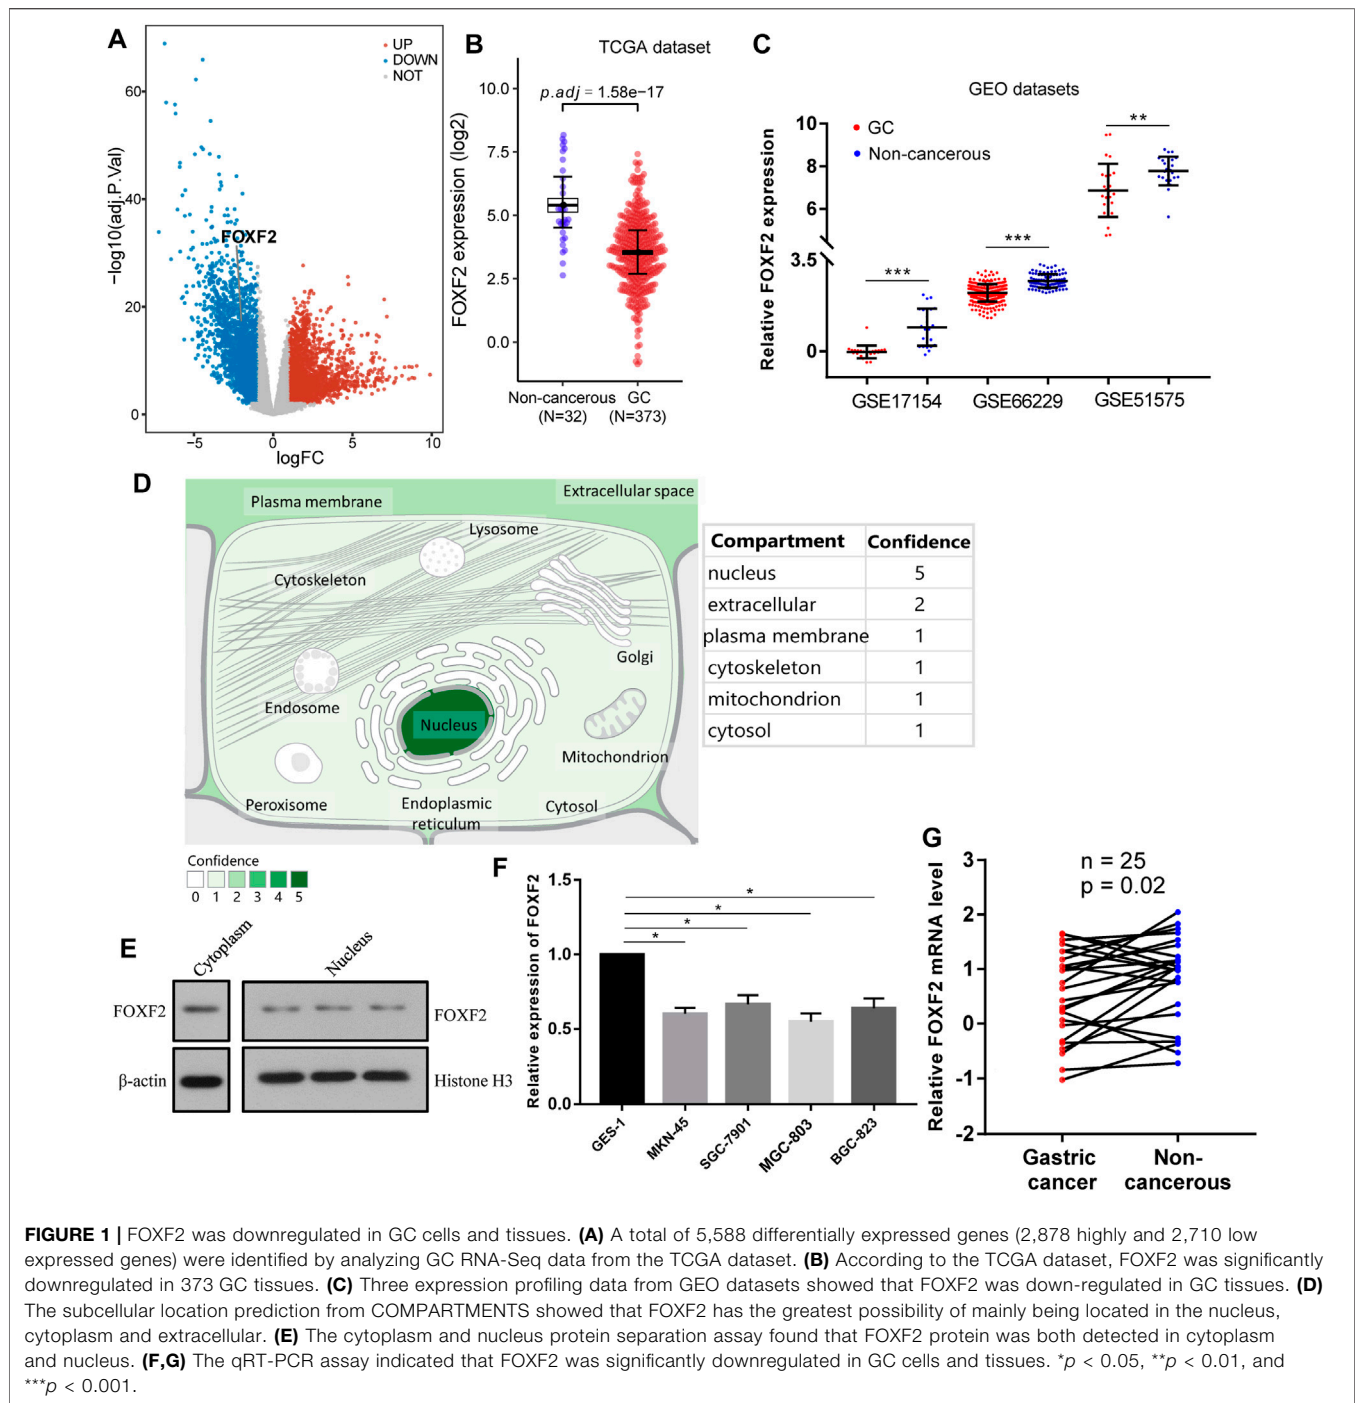 A
UP
DOWN
NOT
FOXF2
−log10(adj.P.Val)
60
40
20
0
−5
0
5
10
logFC
B
TCGA dataset
p.adj = 1.58e−17
FOXF2 expression (log2)
10.0
7.5
5.0
2.5
0.0
Non-cancerous
(N=32)
GC
(N=373)
C
GEO datasets
GC
Non-cancerous
Relative FOXF2 expression
10
8
6
3.5
0
***
***
**
GSE17154
GSE66229
GSE51575
D
Plasma membrane
Extracellular space
Lysosome
Cytoskeleton
Golgi
Endosome
Nucleus
Mitochondrion
Peroxisome
Endoplasmic
reticulum
Cytosol
Confidence
0 1 2 3 4 5
Compartment Confidence
nucleus 5
extracellular 2
plasma membrane 1
cytoskeleton 1
mitochondrion 1
cytosol 1
E
Cytoplasm
Nucleus
FOXF2
FOXF2
β-actin
Histone H3
F
Relative expression of FOXF2
1.5
1.0
0.5
0.0
*
*
*
*
GES-1
MKN-45
SGC-7901
MGC-803
BGC-823
G
n = 25
p = 0.02
Relative FOXF2 mRNA level
3
2
1
0
-1
-2
Gastric
cancer
Non-
cancerous
FIGURE 1 | FOXF2 was downregulated in GC cells and tissues. (A) A total of 5,588 differentially expressed genes (2,878 highly and 2,710 low
expressed genes) were identified by analyzing GC RNA-Seq data from the TCGA dataset. (B) According to the TCGA dataset, FOXF2 was significantly
downregulated in 373 GC tissues. (C) Three expression profiling data from GEO datasets showed that FOXF2 was down-regulated in GC tissues. (D)
The subcellular location prediction from COMPARTMENTS showed that FOXF2 has the greatest possibility of mainly being located in the nucleus,
cytoplasm and extracellular. (E) The cytoplasm and nucleus protein separation assay found that FOXF2 protein was both detected in cytoplasm
and nucleus. (F,G) The qRT-PCR assay indicated that FOXF2 was significantly downregulated in GC cells and tissues. *p < 0.05, **p < 0.01, and
***p < 0.001.